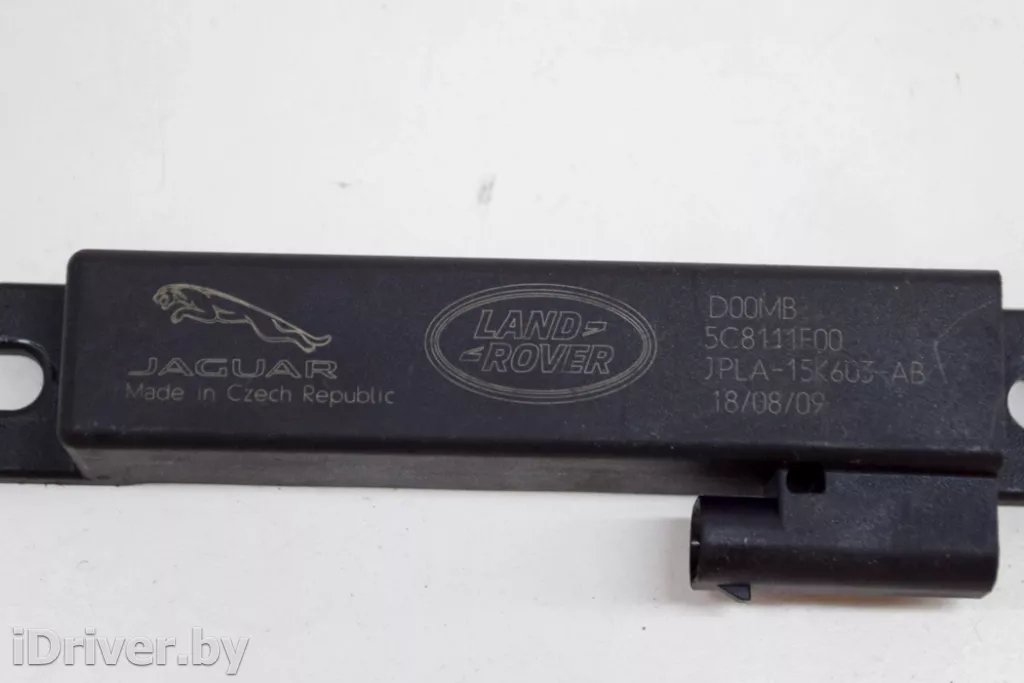 JAGUAR
Made in Czech Republic
LAND
ROVER
D00MB
5C8111F00
JPLA-15K603-AB
18/08/09
iDriver.by